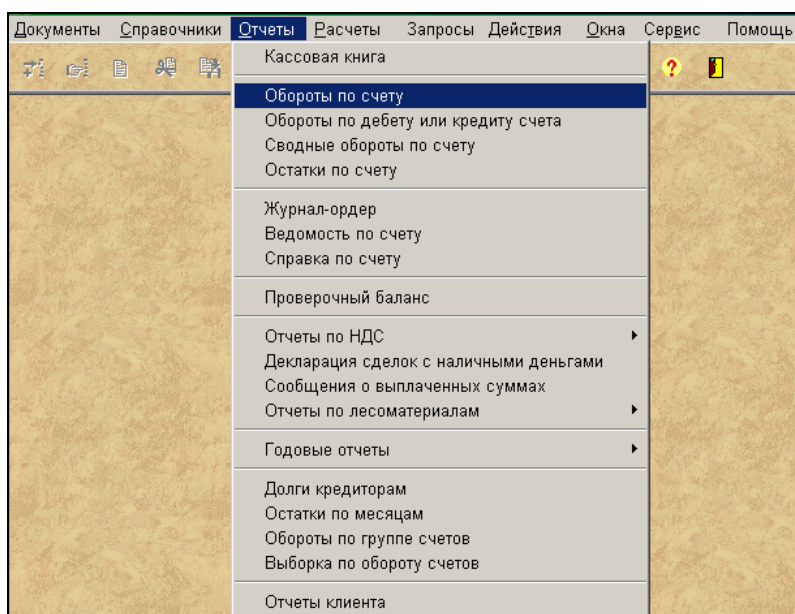 Документы Справочники Отчеты Расчеты Запросы Действия Окна Сервис Помощь
Кассовая книга
Обороты по счету
Обороты по дебету или кредиту счета
Сводные обороты по счету
Остатки по счету
Журнал-ордер
Ведомость по счету
Справка по счету
Проверочный баланс
Отчеты по НДС
Декларация сделок с наличными деньгами
Сообщения о выплаченных суммах
Отчеты по лесоматериалам
Годовые отчеты
Долги кредиторам
Остатки по месяцам
Обороты по группе счетов
Выборка по обороту счетов
Отчеты клиента